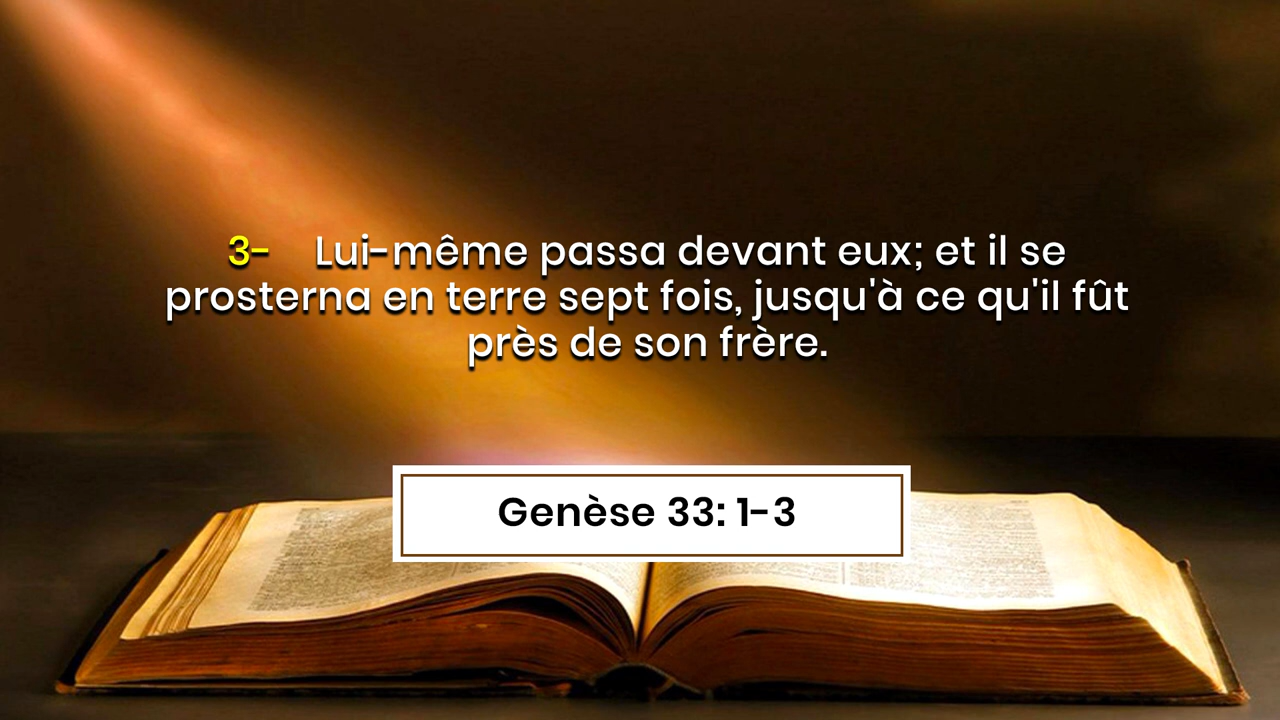 3- Lui-même passa devant eux; et il se
prosterna en terre sept fois, jusqu'à ce qu'il fût
près de son frère.
Genèse 33: 1-3